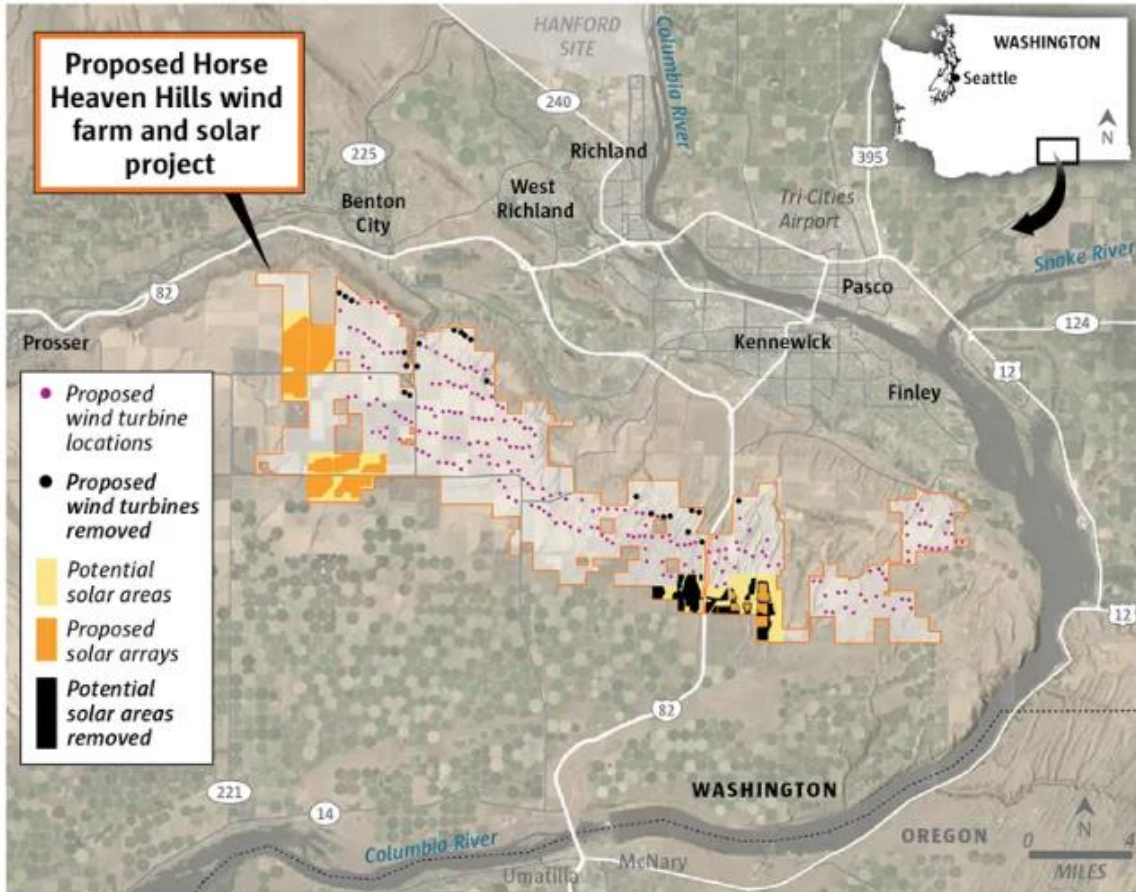 Proposed Horse
Heaven Hills wind
farm and solar
project
HANFORD
SITE
Columbia River
240
225
Richland
395
WASHINGTON
Seattle
N
West
Richland
Benton
City
Tri-Cities
Airport
Snake River
Pasco
82
124
Prosser
Kennewick
12
Finley
Proposed
wind turbine
locations
Proposed
wind turbines
removed
Potential
solar areas
Proposed
solar arrays
Potential
solar areas
removed
12
82
221
14
WASHINGTON
Columbia River
OREGON
N
0 4
MILES
McNary
Umatilla